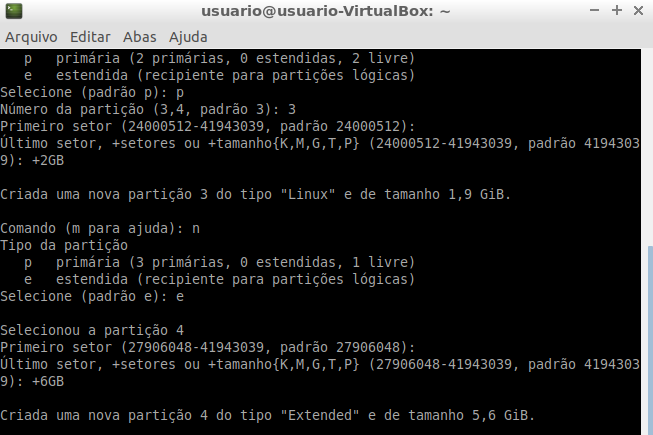 usuario@usuario-VirtualBox: ~
Arquivo Editar Abas Ajuda
p primária (2 primárias, 0 estendidas, 2 livre)
e estendida (recipiente para partições lógicas)
Selecione (padrão p): p
Número da partição (3,4, padrão 3): 3
Primeiro setor (24000512-41943039, padrão 24000512):
Último setor, +setores ou +tamanho{K,M,G,T,P} (24000512-41943039, padrão 4194303
9): +2GB
Criada uma nova partição 3 do tipo "Linux" e de tamanho 1,9 GiB.
Comando (m para ajuda): n
Tipo da partição
p primária (3 primárias, 0 estendidas, 1 livre)
e estendida (recipiente para partições lógicas)
Selecione (padrão e): e
Selecionou a partição 4
Primeiro setor (27906048-41943039, padrão 27906048):
Último setor, +setores ou +tamanho{K,M,G,T,P} (27906048-41943039, padrão 4194303
9): +6GB
Criada uma nova partição 4 do tipo "Extended" e de tamanho 5,6 GiB.